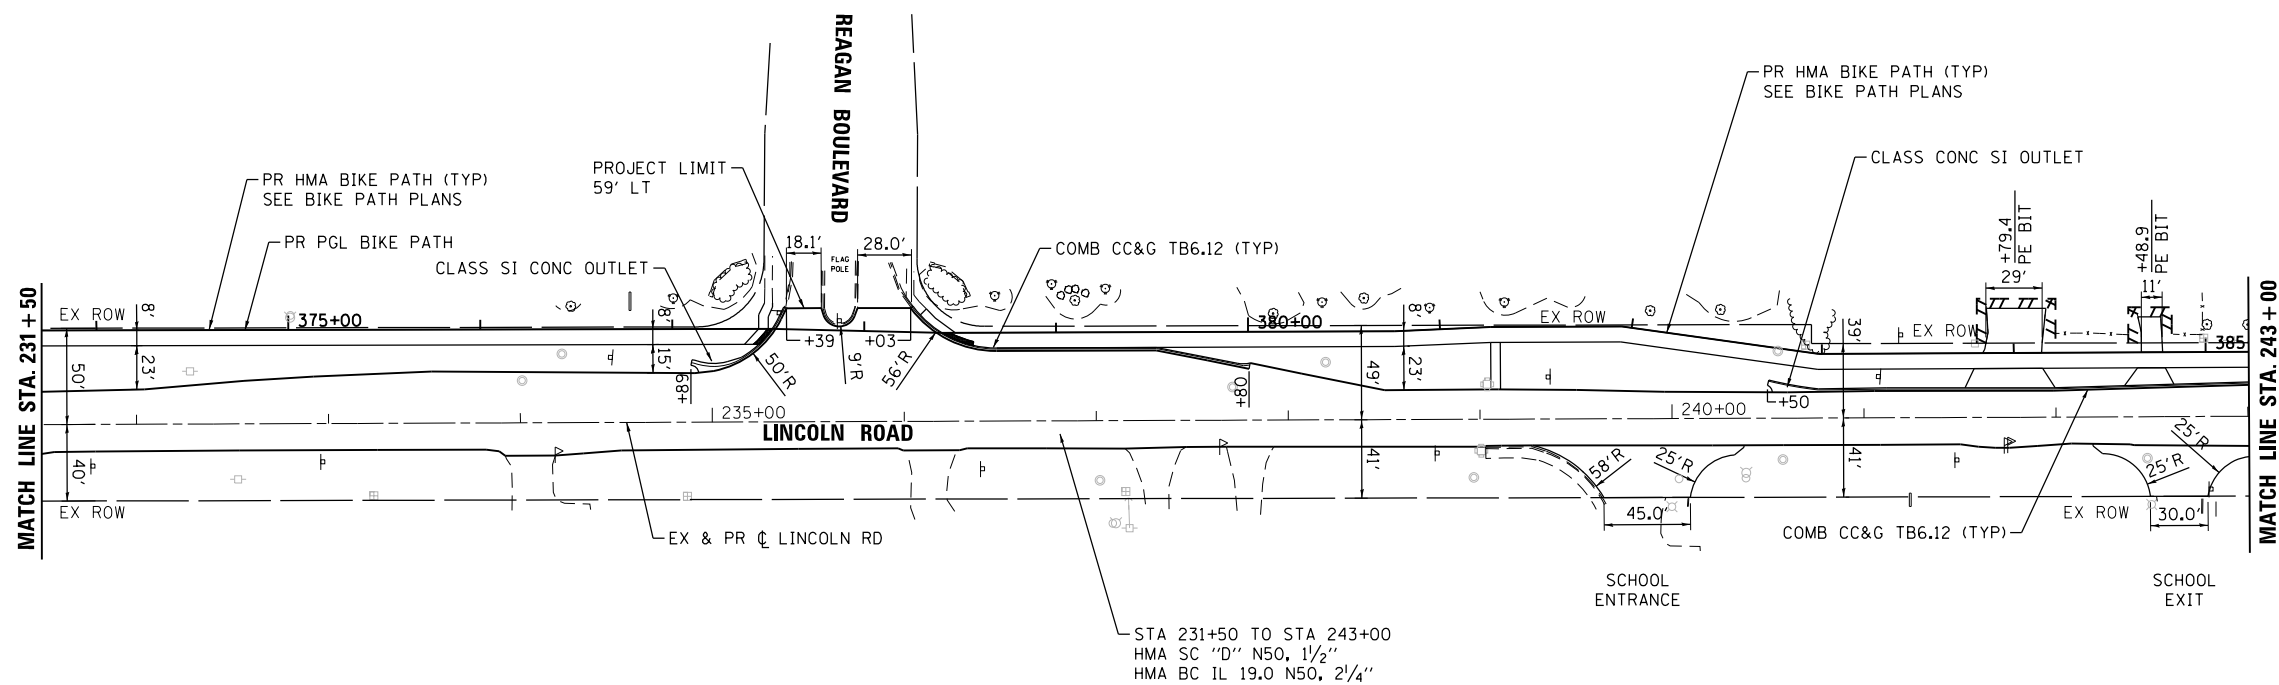 REAGAN BOULEVARD
PR HMA BIKE PATH (TYP)
SEE BIKE PATH PLANS
PROJECT LIMIT
59' LT
CLASS CONC SI OUTLET
PR HMA BIKE PATH (TYP)
SEE BIKE PATH PLANS
+79.4
PE BIT
+48.9
PE BIT
PR PGL BIKE PATH
18.1'
28.0'
COMB CC&G TB6.12 (TYP)
FLAG
POLE
CLASS SI CONC OUTLET
29'
11'
MATCH LINE STA. 231+50
EX ROW
8'
375+00
8'
+39
+03
380+00
8'
EX ROW
39'
EX ROW
385
MATCH LINE STA. 243+00
50'
23'
15'
+89
50'R
9'R
56'R
+80
49'
23'
+50
235+00
240+00
LINCOLN ROAD
40'
41'
58'R
25'R
41'
25'R
25'R
EX ROW
45.0'
EX ROW
30.0'
EX & PR ℄ LINCOLN RD
COMB CC&G TB6.12 (TYP)
SCHOOL
ENTRANCE
SCHOOL
EXIT
STA 231+50 TO STA 243+00
HMA SC "D" N50, 1½"
HMA BC IL 19.0 N50, 2¼"